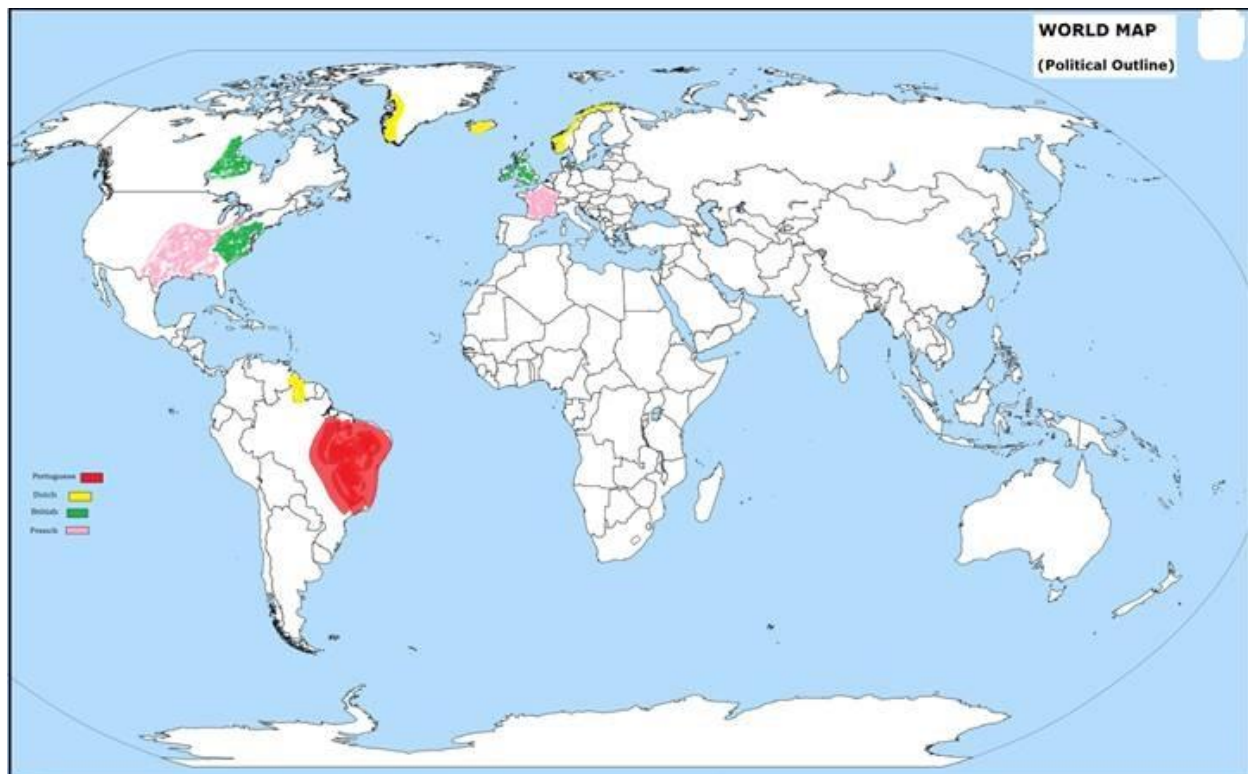 WORLD MAP
(Political Outline)
Portuguese
Dutch
British
French